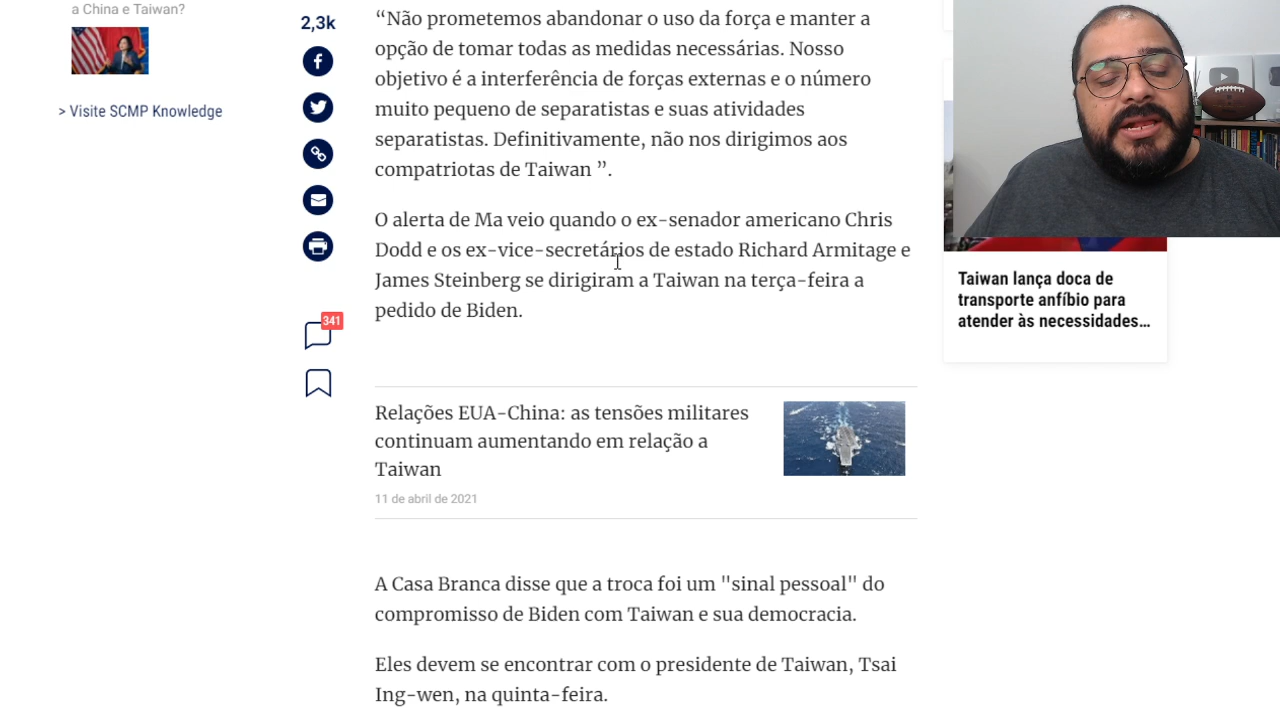 a China e Taiwan?
> Visite SCMP Knowledge
2,3k
341
“Não prometemos abandonar o uso da força e manter a
opção de tomar todas as medidas necessárias. Nosso
objetivo é a interferência de forças externas e o número
muito pequeno de separatistas e suas atividades
separatistas. Definitivamente, não nos dirigimos aos
compatriotas de Taiwan ”.
O alerta de Ma veio quando o ex-senador americano Chris
Dodd e os ex-vice-secretários de estado Richard Armitage e
James Steinberg se dirigiram a Taiwan na terça-feira a
pedido de Biden.
Relações EUA-China: as tensões militares
continuam aumentando em relação a
Taiwan
11 de abril de 2021
A Casa Branca disse que a troca foi um "sinal pessoal" do
compromisso de Biden com Taiwan e sua democracia.
Eles devem se encontrar com o presidente de Taiwan, Tsai
Ing-wen, na quinta-feira.
Taiwan lança doca de
transporte anfíbio para
atender às necessidades...